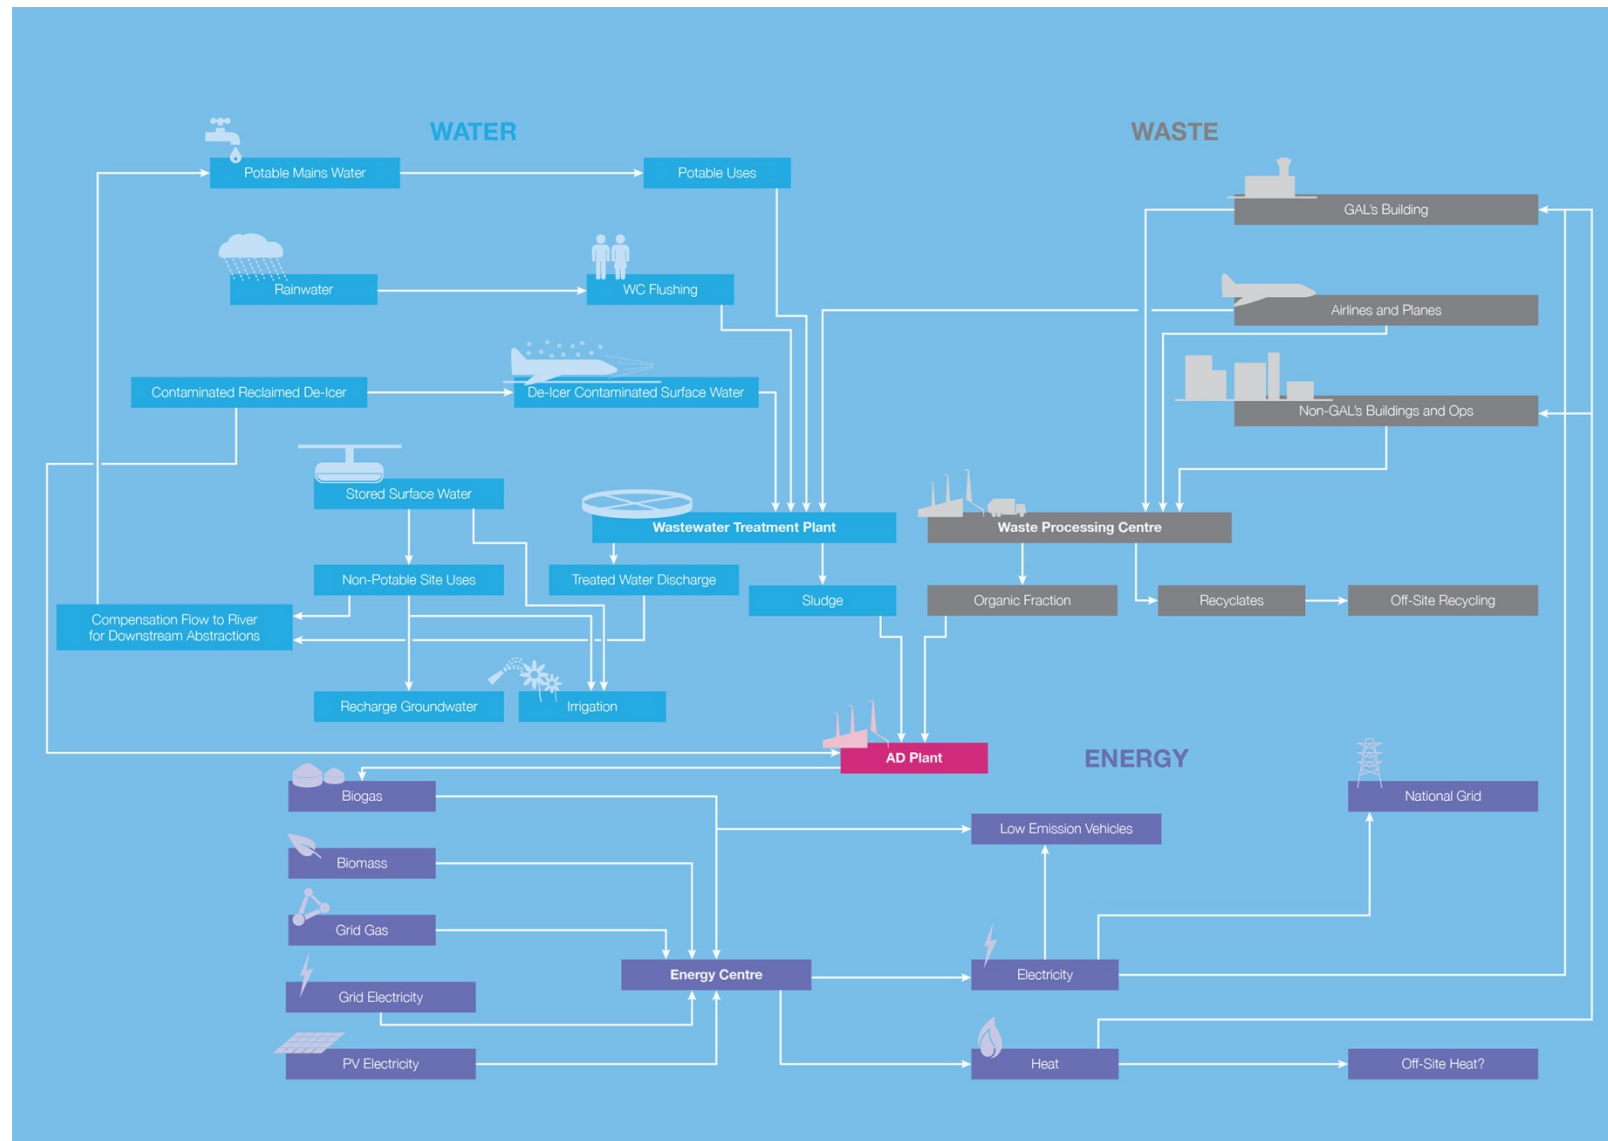 WATER
WASTE
Potable Mains Water
Potable Uses
GAL's Building
Rainwater
WC Flushing
Airlines and Planes
Contaminated Reclaimed De-Icer
De-Icer Contaminated Surface Water
Non-GAL's Buildings and Ops
Stored Surface Water
Wastewater Treatment Plant
Waste Processing Centre
Non-Potable Site Uses
Treated Water Discharge
Sludge
Organic Fraction
Recyclates
Off-Site Recycling
Compensation Flow to River
for Downstream Abstractions
Recharge Groundwater
Irrigation
AD Plant
ENERGY
Biogas
National Grid
Low Emission Vehicles
Biomass
Grid Gas
Energy Centre
Electricity
Grid Electricity
PV Electricity
Heat
Off-Site Heat?